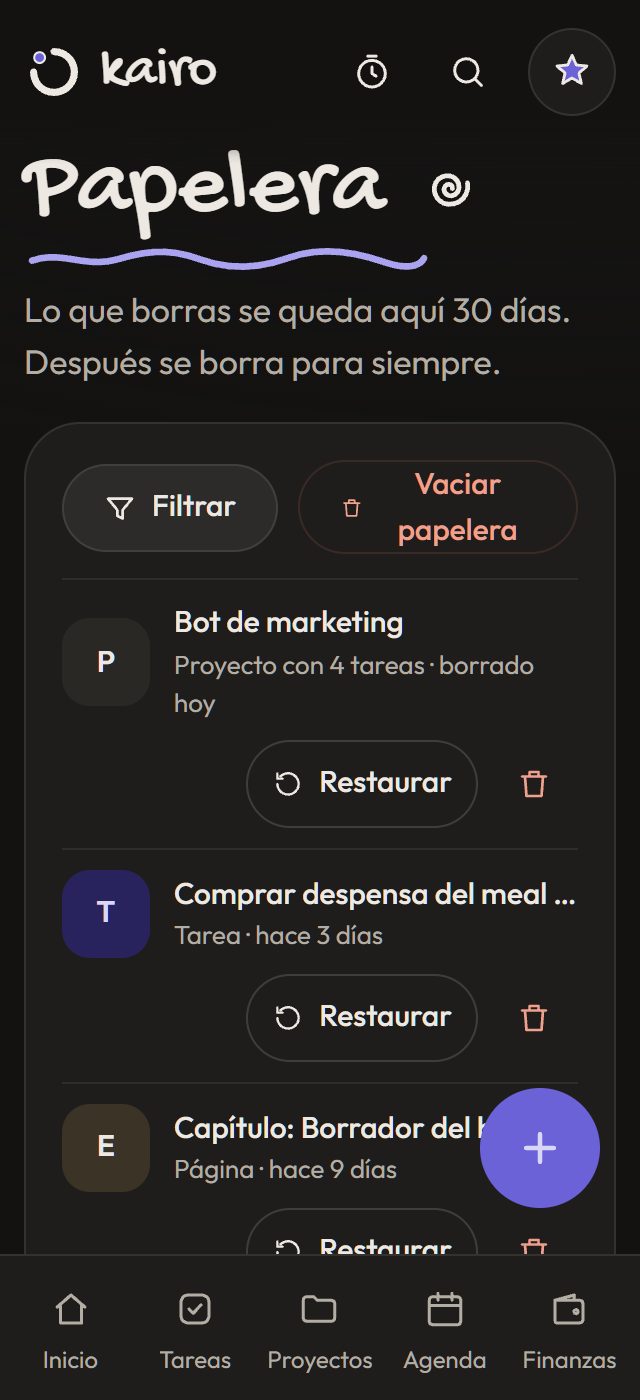 kairo
Papelera
Lo que borras se queda aquí 30 días.
Después se borra para siempre.
Filtrar
Vaciar
papelera
P
Bot de marketing
Proyecto con 4 tareas · borrado
hoy
Restaurar
T
Comprar despensa del meal ...
Tarea · hace 3 días
Restaurar
E
Capítulo: Borrador del
Página · hace 9 días
Restaurar
Inicio
Tareas
Proyectos
Agenda
Finanzas